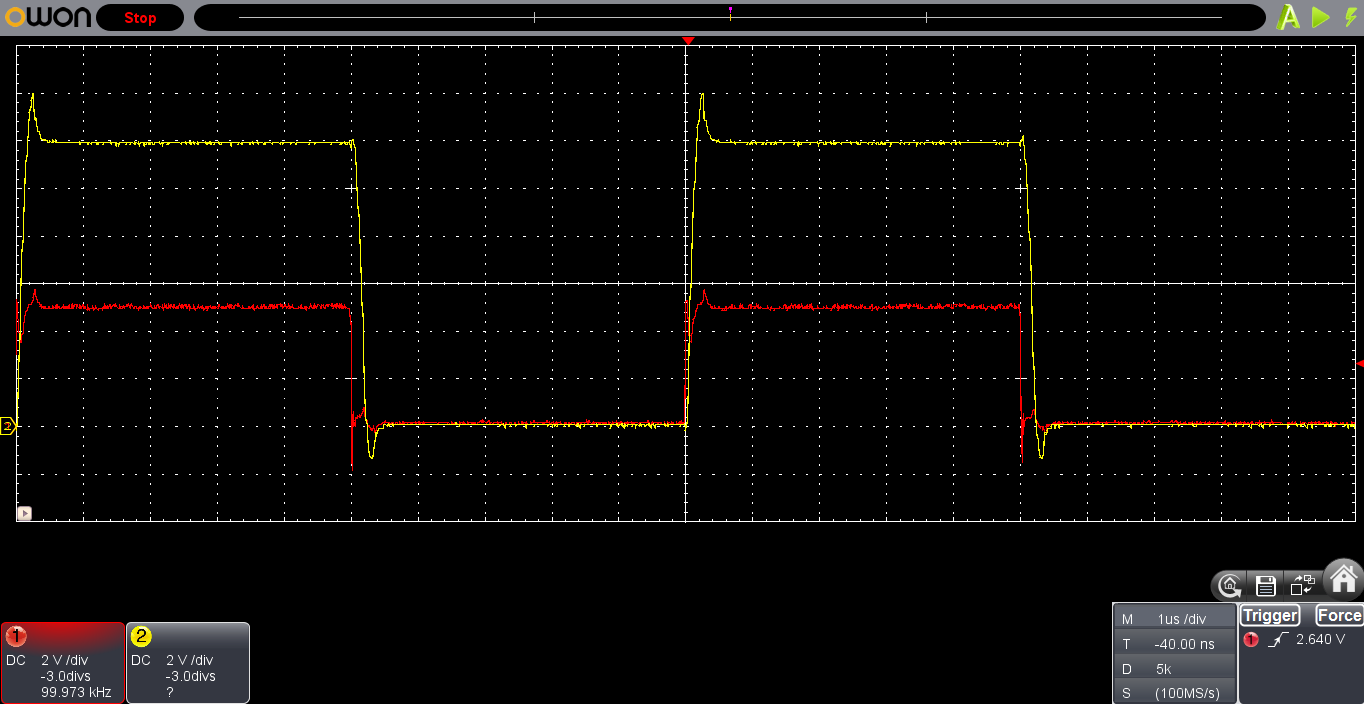 owon Stop
2
1 2
DC 2 V /div DC 2 V /div
-3.0divs -3.0divs
99.973 kHz ?
M 1us /div Trigger Force
T -40.00 ns 1 2.640 V
D 5k
S (100MS/s)